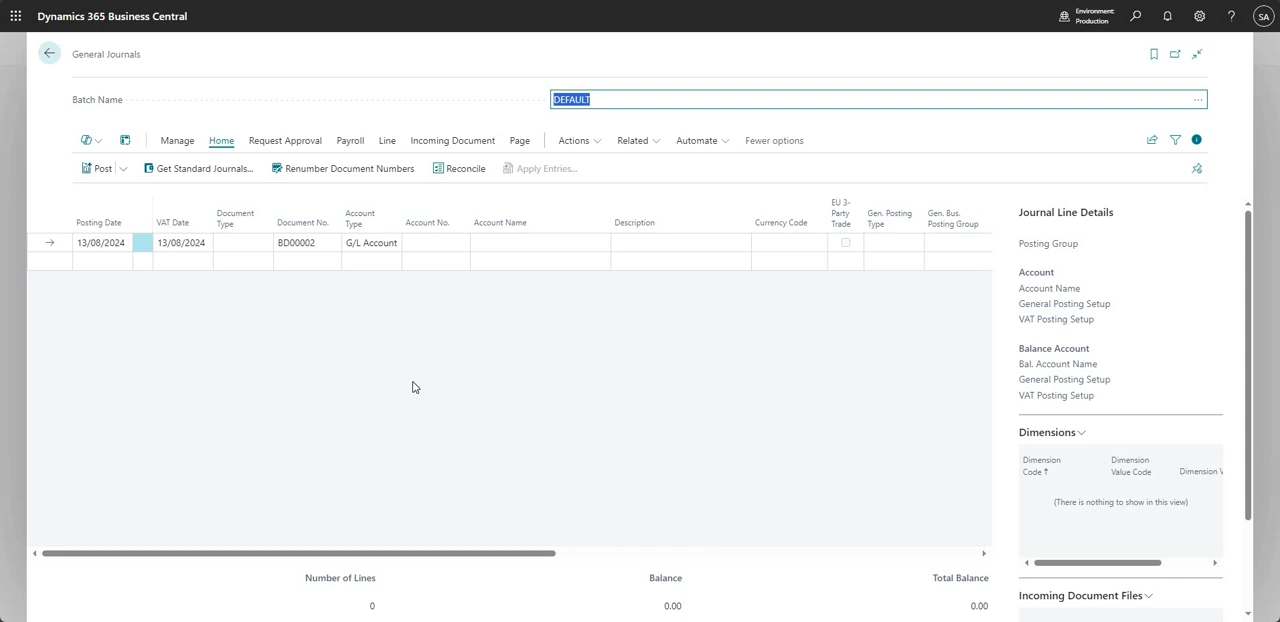 Dynamics 365 Business Central
Environment:
Production
?
SA
General Journals
Batch Name
DEFAULT
...
Manage Home Request Approval Payroll Line Incoming Document Page Actions Related Automate Fewer options
Post Get Standard Journals... Renumber Document Numbers Reconcile Apply Entries...
Posting Date VAT Date Document Type Document No. Account Type Account No. Account Name Description Currency Code EU 3-Party Trade Gen. Posting Type Gen. Bus. Posting Group
13/08/2024 13/08/2024 BD00002 G/L Account
Number of Lines Balance Total Balance
0 0.00 0.00
Journal Line Details
Posting Group
Account
Account Name
General Posting Setup
VAT Posting Setup
Balance Account
Bal. Account Name
General Posting Setup
VAT Posting Setup
Dimensions
Dimension Code ↑ Dimension Value Code Dimension V
(There is nothing to show in this view)
Incoming Document Files